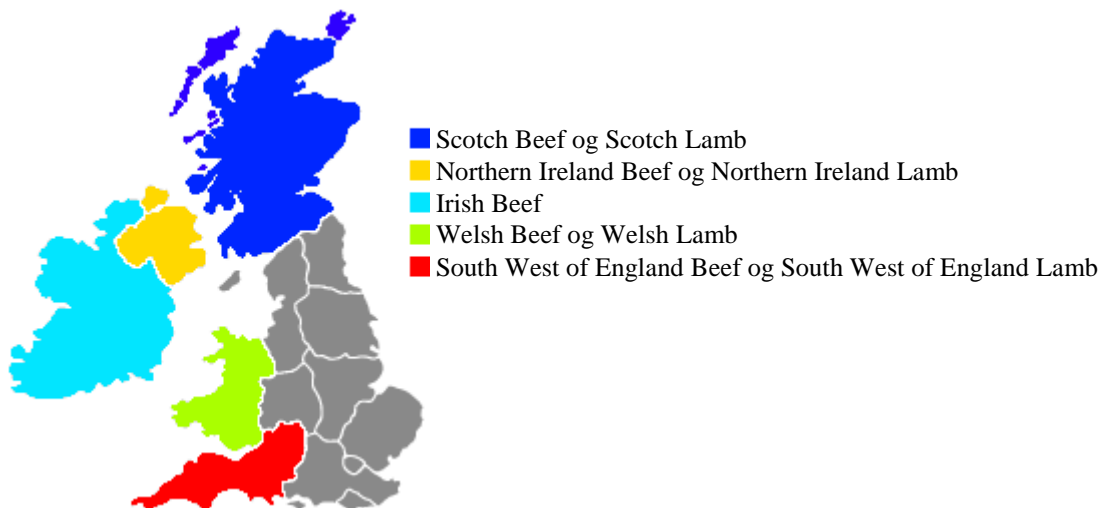 Scotch Beef og Scotch Lamb
Northern Ireland Beef og Northern Ireland Lamb
Irish Beef
Welsh Beef og Welsh Lamb
South West of England Beef og South West of England Lamb